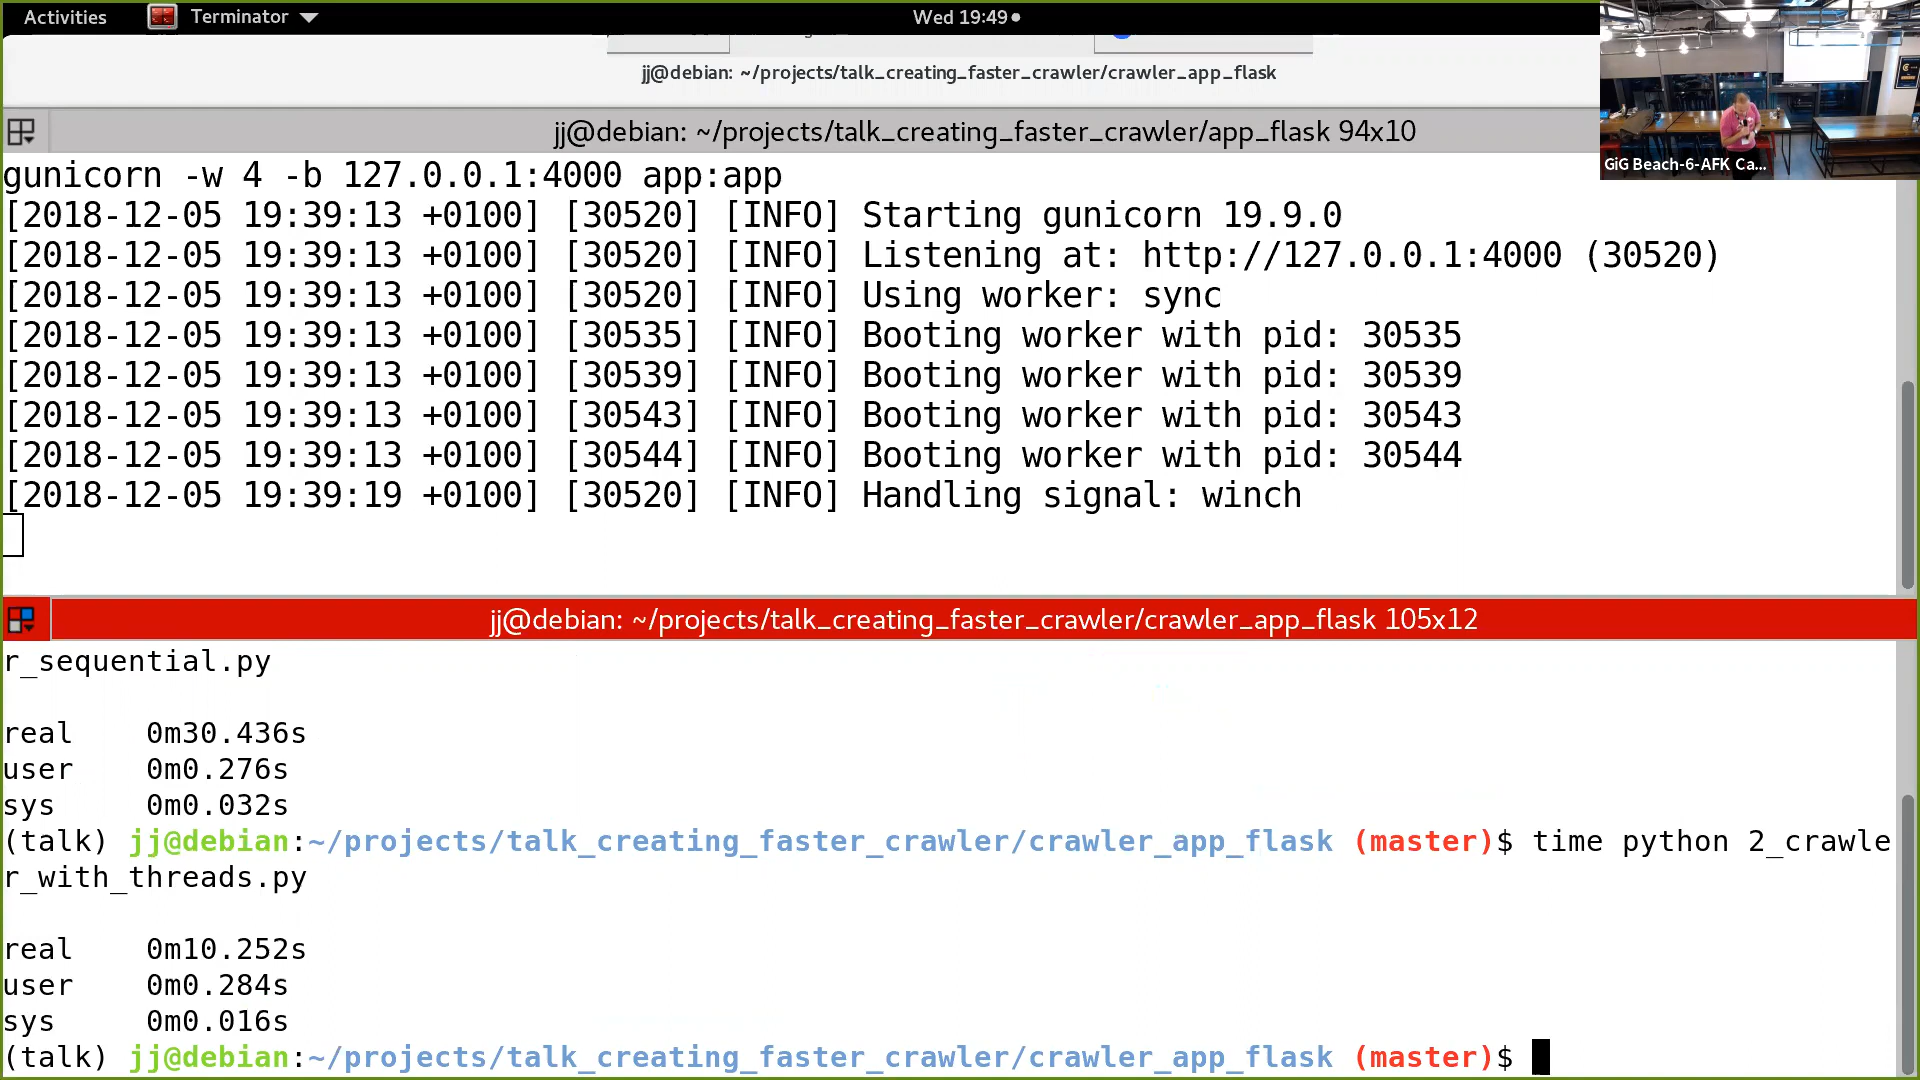 Activities Terminator Wed 19:49
jj@debian: ~/projects/talk_creating_faster_crawler/crawler_app_flask
jj@debian: ~/projects/talk_creating_faster_crawler/app_flask 94x10
GiG Beach-6-AFK Ca...
gunicorn -w 4 -b 127.0.0.1:4000 app:app
[2018-12-05 19:39:13 +0100] [30520] [INFO] Starting gunicorn 19.9.0
[2018-12-05 19:39:13 +0100] [30520] [INFO] Listening at: http://127.0.0.1:4000 (30520)
[2018-12-05 19:39:13 +0100] [30520] [INFO] Using worker: sync
[2018-12-05 19:39:13 +0100] [30535] [INFO] Booting worker with pid: 30535
[2018-12-05 19:39:13 +0100] [30539] [INFO] Booting worker with pid: 30539
[2018-12-05 19:39:13 +0100] [30543] [INFO] Booting worker with pid: 30543
[2018-12-05 19:39:13 +0100] [30544] [INFO] Booting worker with pid: 30544
[2018-12-05 19:39:19 +0100] [30520] [INFO] Handling signal: winch
jj@debian: ~/projects/talk_creating_faster_crawler/crawler_app_flask 105x12
r_sequential.py
real 0m30.436s
user 0m0.276s
sys 0m0.032s
(talk) jj@debian:~/projects/talk_creating_faster_crawler/crawler_app_flask (master)$ time python 2_crawle
r_with_threads.py
real 0m10.252s
user 0m0.284s
sys 0m0.016s
(talk) jj@debian:~/projects/talk_creating_faster_crawler/crawler_app_flask (master)$